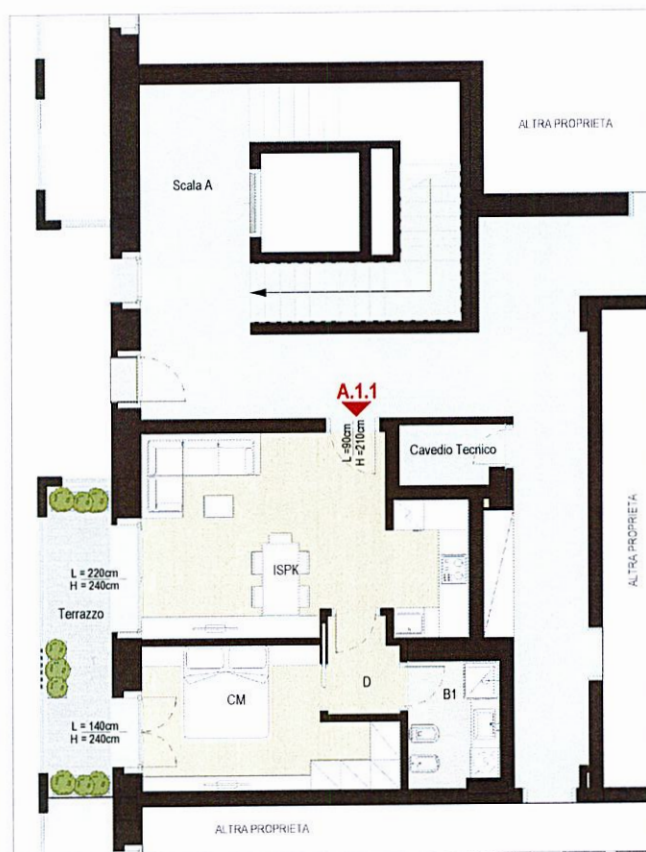 ALTRA PROPRIETA
Scala A
A.1.1
L =90cm
H =210cm
Cavedio Tecnico
ALTRA PROPRIETA
L = 220cm
H = 240cm
ISPK
Terrazzo
D
B1
CM
L = 140cm
H = 240cm
ALTRA PROPRIETA